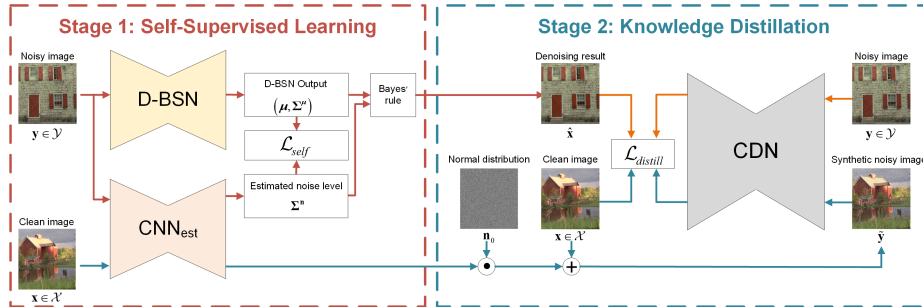 Stage 1: Self-Supervised Learning
Noisy image
y ∈ 𝒴
D-BSN
D-BSN Output
(μ, Σ^μ)
Bayes'
rule
ℒ_self
Estimated noise level
Σ^n
CNN_est
Clean image
x ∈ 𝒳
Stage 2: Knowledge Distillation
Denoising result
x̂
Noisy image
y ∈ 𝒴
ℒ_distill
CDN
Normal distribution
n_0
Clean image
x ∈ 𝒳
Synthetic noisy image
ỹ